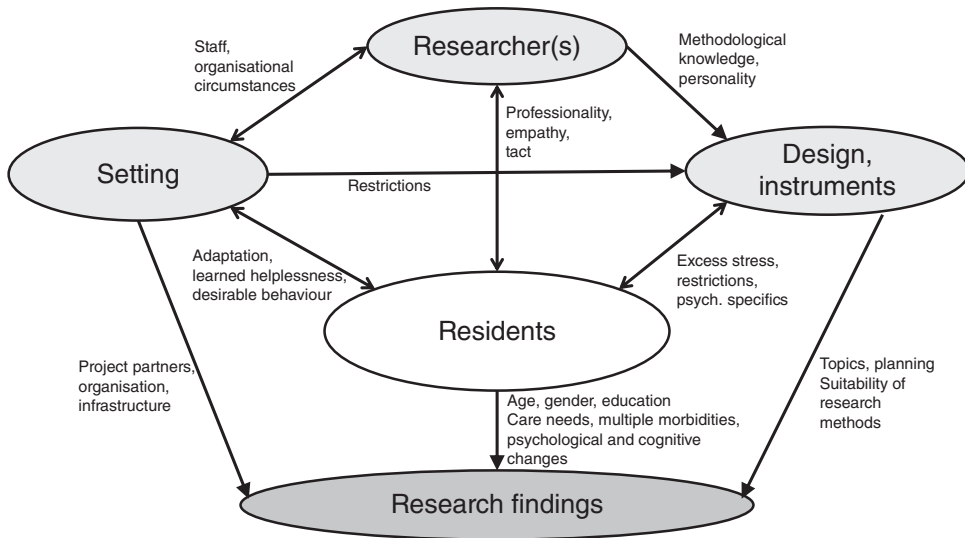 Researcher(s)
Staff,
organisational
circumstances
Methodological
knowledge,
personality
Professionality,
empathy,
tact
Setting
Restrictions
Design,
instruments
Adaptation,
learned helplessness,
desirable behaviour
Excess stress,
restrictions,
psych. specifics
Residents
Project partners,
organisation,
infrastructure
Age, gender, education
Care needs, multiple morbidities,
psychological and cognitive
changes
Topics, planning
Suitability of
research
methods
Research findings